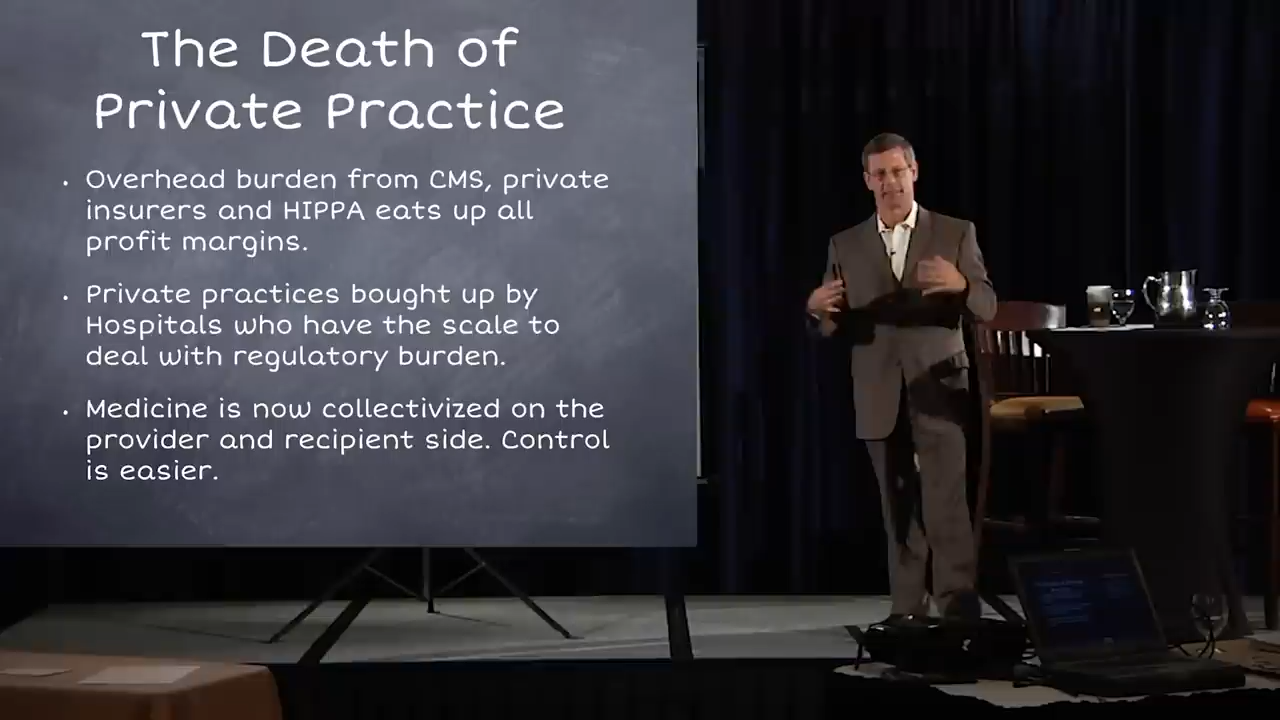 The Death of
Private Practice
• Overhead burden from CMS, private
insurers and HIPPA eats up all
profit margins.
• Private practices bought up by
Hospitals who have the scale to
deal with regulatory burden.
• Medicine is now collectivized on the
provider and recipient side. Control
is easier.